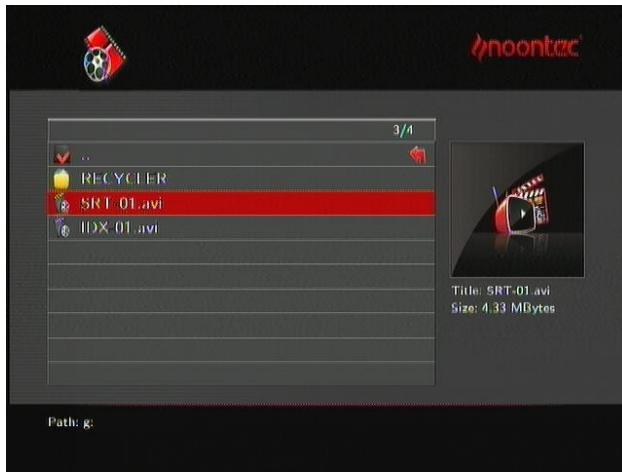 noontec
3/4
..
RECYCLER
SRT-01.avi
IDX-01.avi
Title: SRT-01.avi
Size: 4.33 MBytes
Path: g: